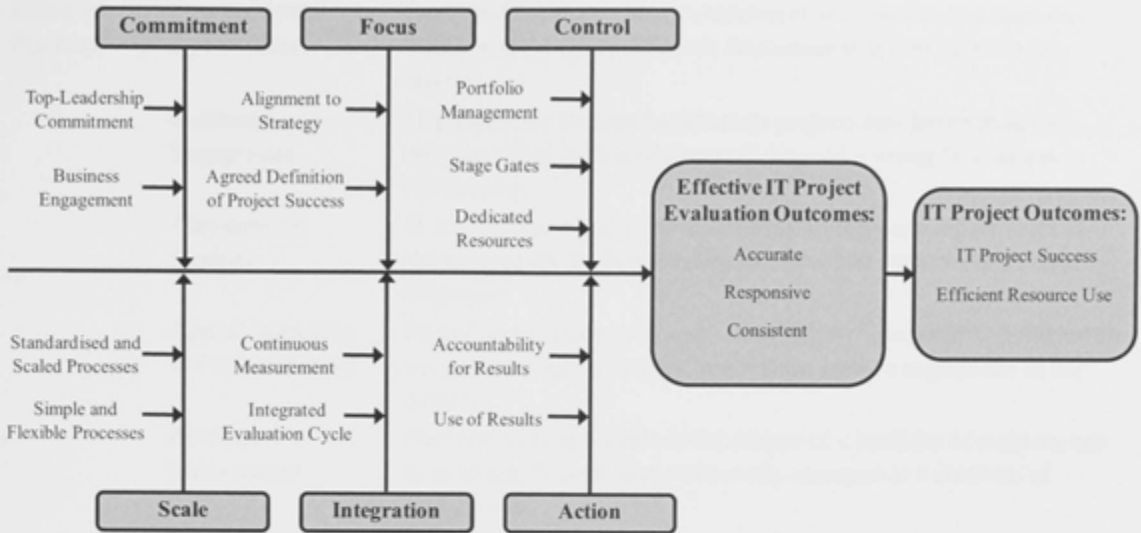 Commitment
Focus
Control
Top-Leadership
Commitment
Business
Engagement
Alignment to
Strategy
Agreed Definition
of Project Success
Portfolio
Management
Stage Gates
Dedicated
Resources
Effective IT Project
Evaluation Outcomes:
Accurate
Responsive
Consistent
IT Project Outcomes:
IT Project Success
Efficient Resource Use
Standardised and
Scaled Processes
Simple and
Flexible Processes
Continuous
Measurement
Integrated
Evaluation Cycle
Accountability
for Results
Use of Results
Scale
Integration
Action